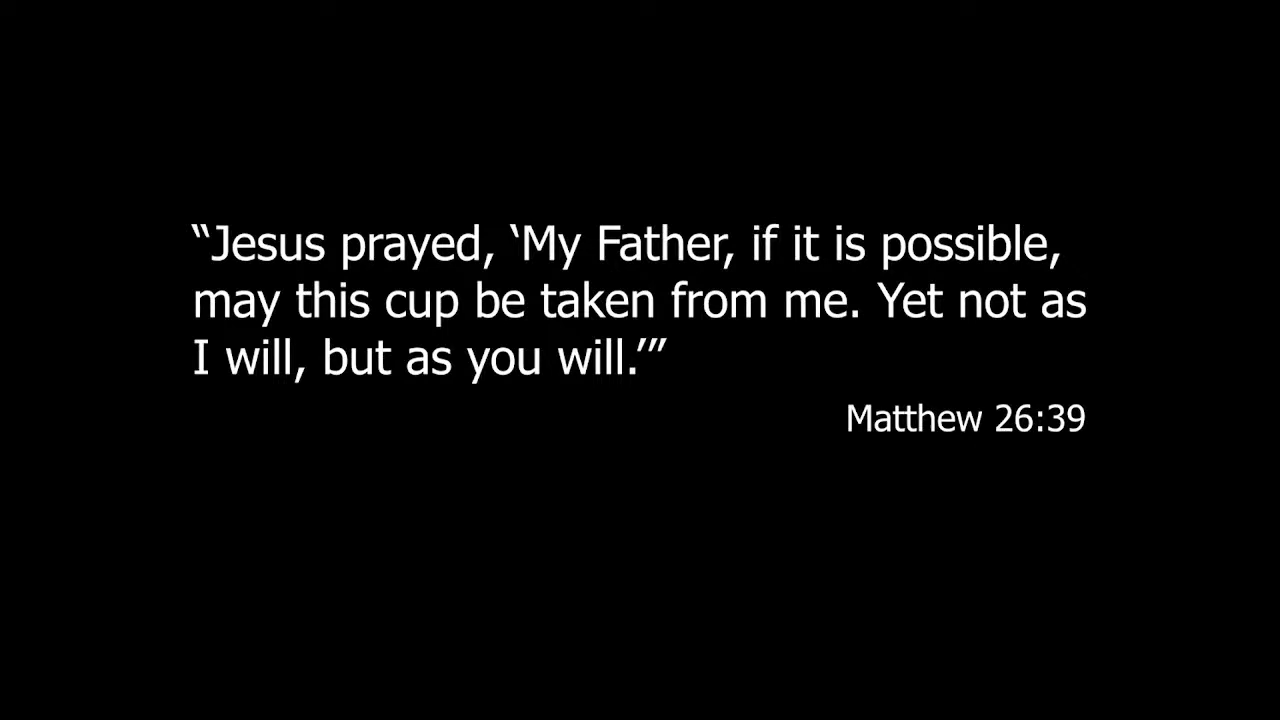 “Jesus prayed, ‘My Father, if it is possible,
may this cup be taken from me. Yet not as
I will, but as you will.’”
Matthew 26:39